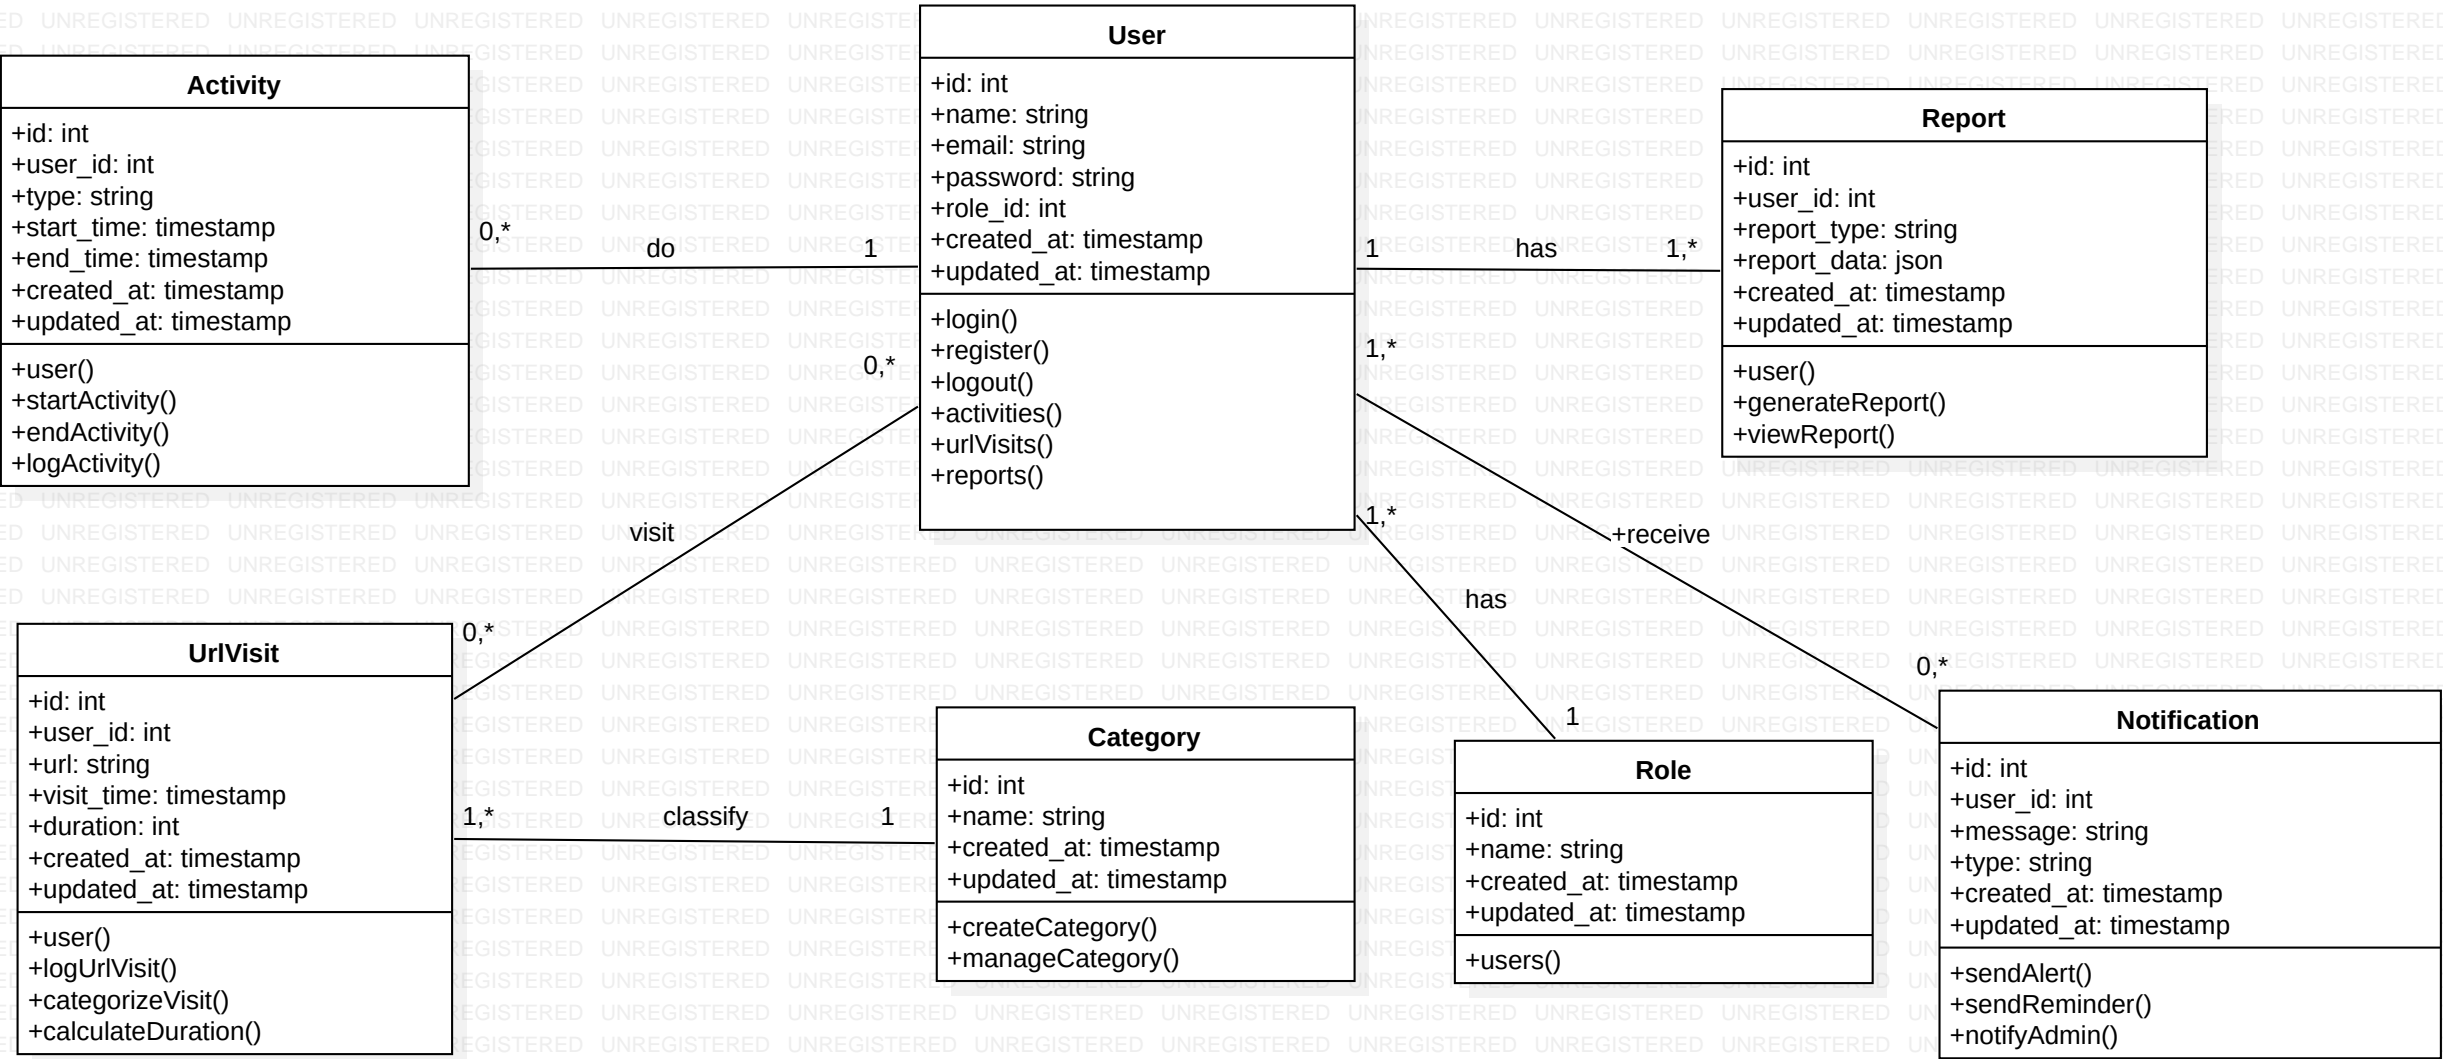 User
+id: int
+name: string
+email: string
+password: string
+role_id: int
+created_at: timestamp
+updated_at: timestamp
+login()
+register()
+logout()
+activities()
+urlVisits()
+reports()
Activity
+id: int
+user_id: int
+type: string
+start_time: timestamp
+end_time: timestamp
+created_at: timestamp
+updated_at: timestamp
+user()
+startActivity()
+endActivity()
+logActivity()
0,*
do
1
Report
+id: int
+user_id: int
+report_type: string
+report_data: json
+created_at: timestamp
+updated_at: timestamp
+user()
+generateReport()
+viewReport()
1
has
1,*
0,*
visit
0,*
1,*
+receive
0,*
1,*
has
1
UrlVisit
+id: int
+user_id: int
+url: string
+visit_time: timestamp
+duration: int
+created_at: timestamp
+updated_at: timestamp
+user()
+logUrlVisit()
+categorizeVisit()
+calculateDuration()
1,*
classify
1
Category
+id: int
+name: string
+created_at: timestamp
+updated_at: timestamp
+createCategory()
+manageCategory()
Role
+id: int
+name: string
+created_at: timestamp
+updated_at: timestamp
+users()
Notification
+id: int
+user_id: int
+message: string
+type: string
+created_at: timestamp
+updated_at: timestamp
+sendAlert()
+sendReminder()
+notifyAdmin()
UNREGISTERED